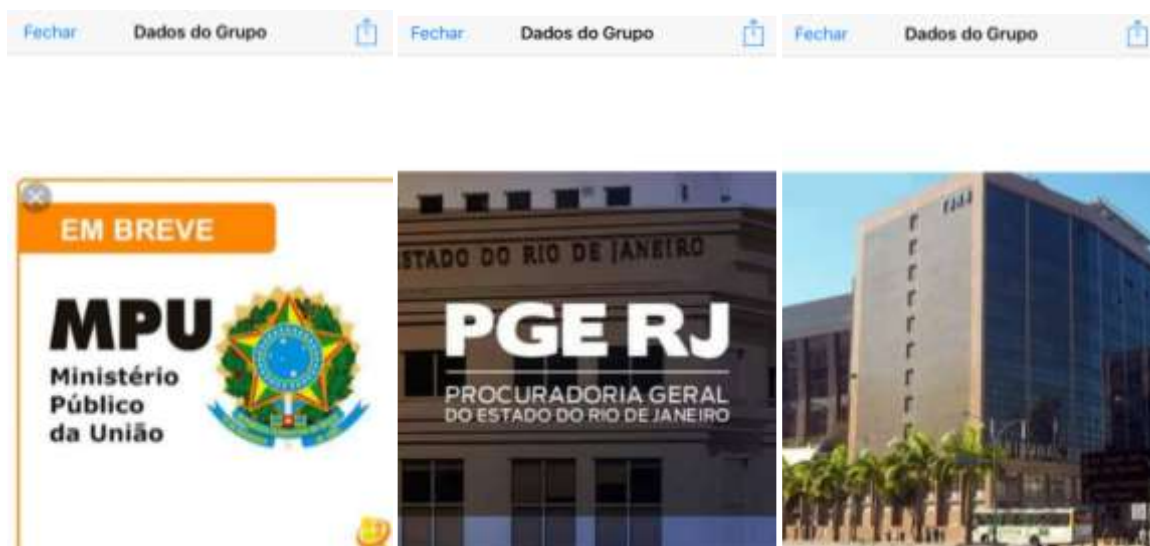 Fechar Dados do Grupo
EM BREVE
MPU
Ministério
Público
da União
Fechar Dados do Grupo
ESTADO DO RIO DE JANEIRO
PGE RJ
PROCURADORIA GERAL
DO ESTADO DO RIO DE JANEIRO
Fechar Dados do Grupo